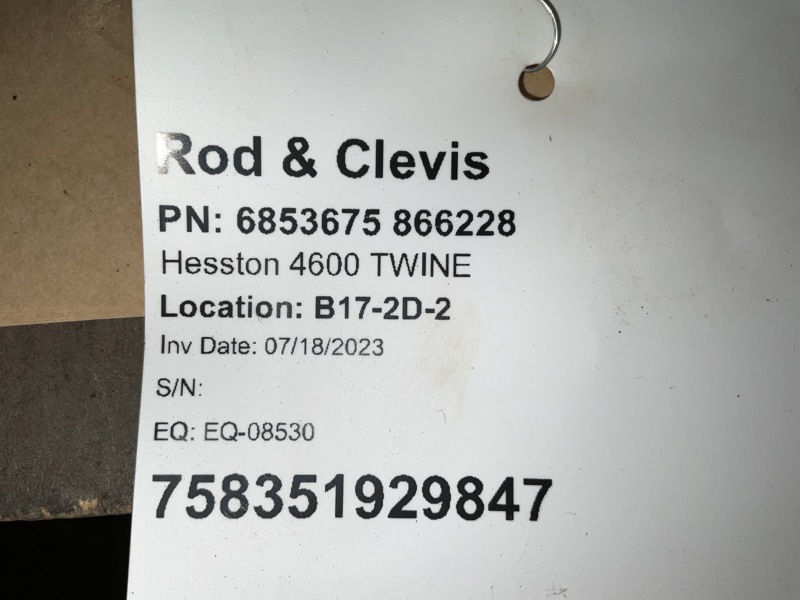 Rod & Clevis
PN: 6853675 866228
Hesston 4600 TWINE
Location: B17-2D-2
Inv Date: 07/18/2023
S/N:
EQ: EQ-08530
758351929847